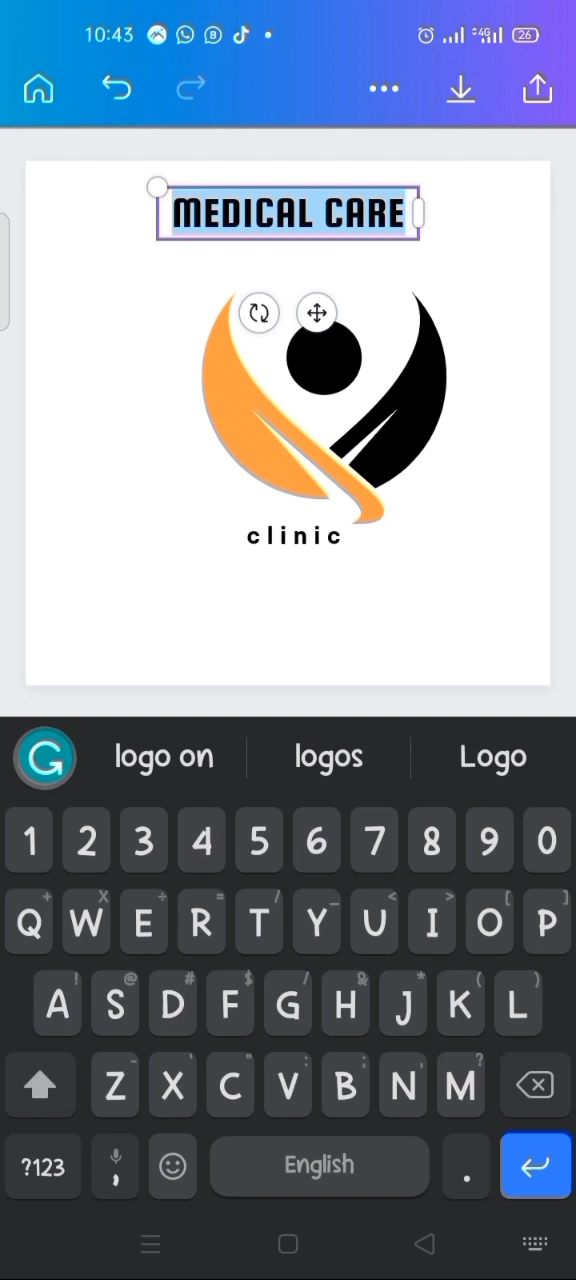 10:43 4G 26
MEDICAL CARE
clinic
logo on logos Logo
1 2 3 4 5 6 7 8 9 0
Q W E R T Y U I O P
A S D F G H J K L
Z X C V B N M
?123 , English .